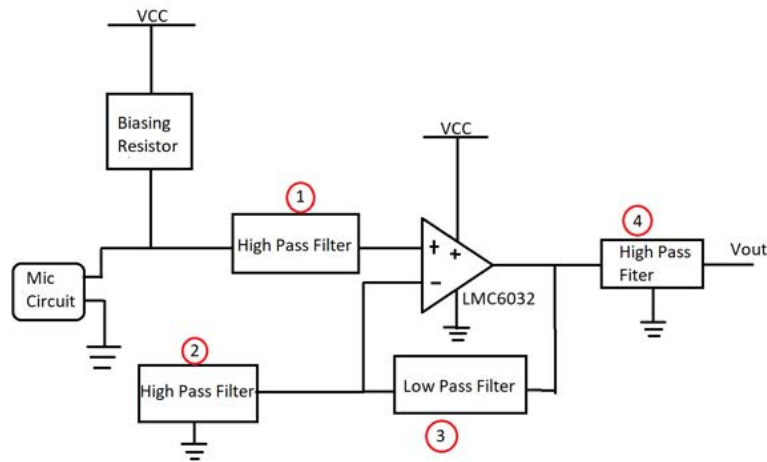 VCC
Biasing
Resistor
VCC
1
4
High Pass Filter
+
+
−
High Pass
Fiter
Vout
Mic
Circuit
LMC6032
2
High Pass Filter
Low Pass Filter
3